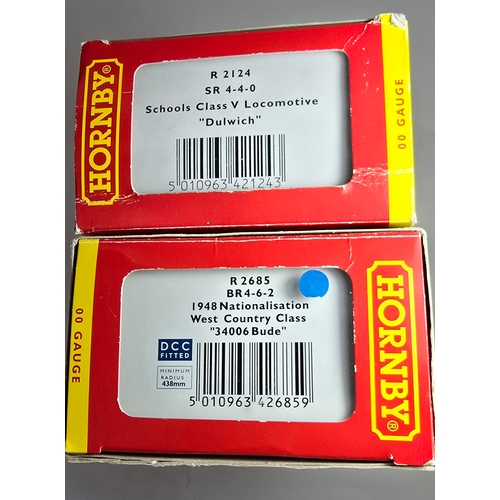 HORNBY®
R 2124
SR 4-4-0
Schools Class V Locomotive
"Dulwich"
5 010963 421243
00 GAUGE
00 GAUGE
R 2685
BR 4-6-2
1948 Nationalisation
West Country Class
"34006 Bude"
DCC
FITTED
MINIMUM
RADIUS
438mm
5 010963 426859
HORNBY®